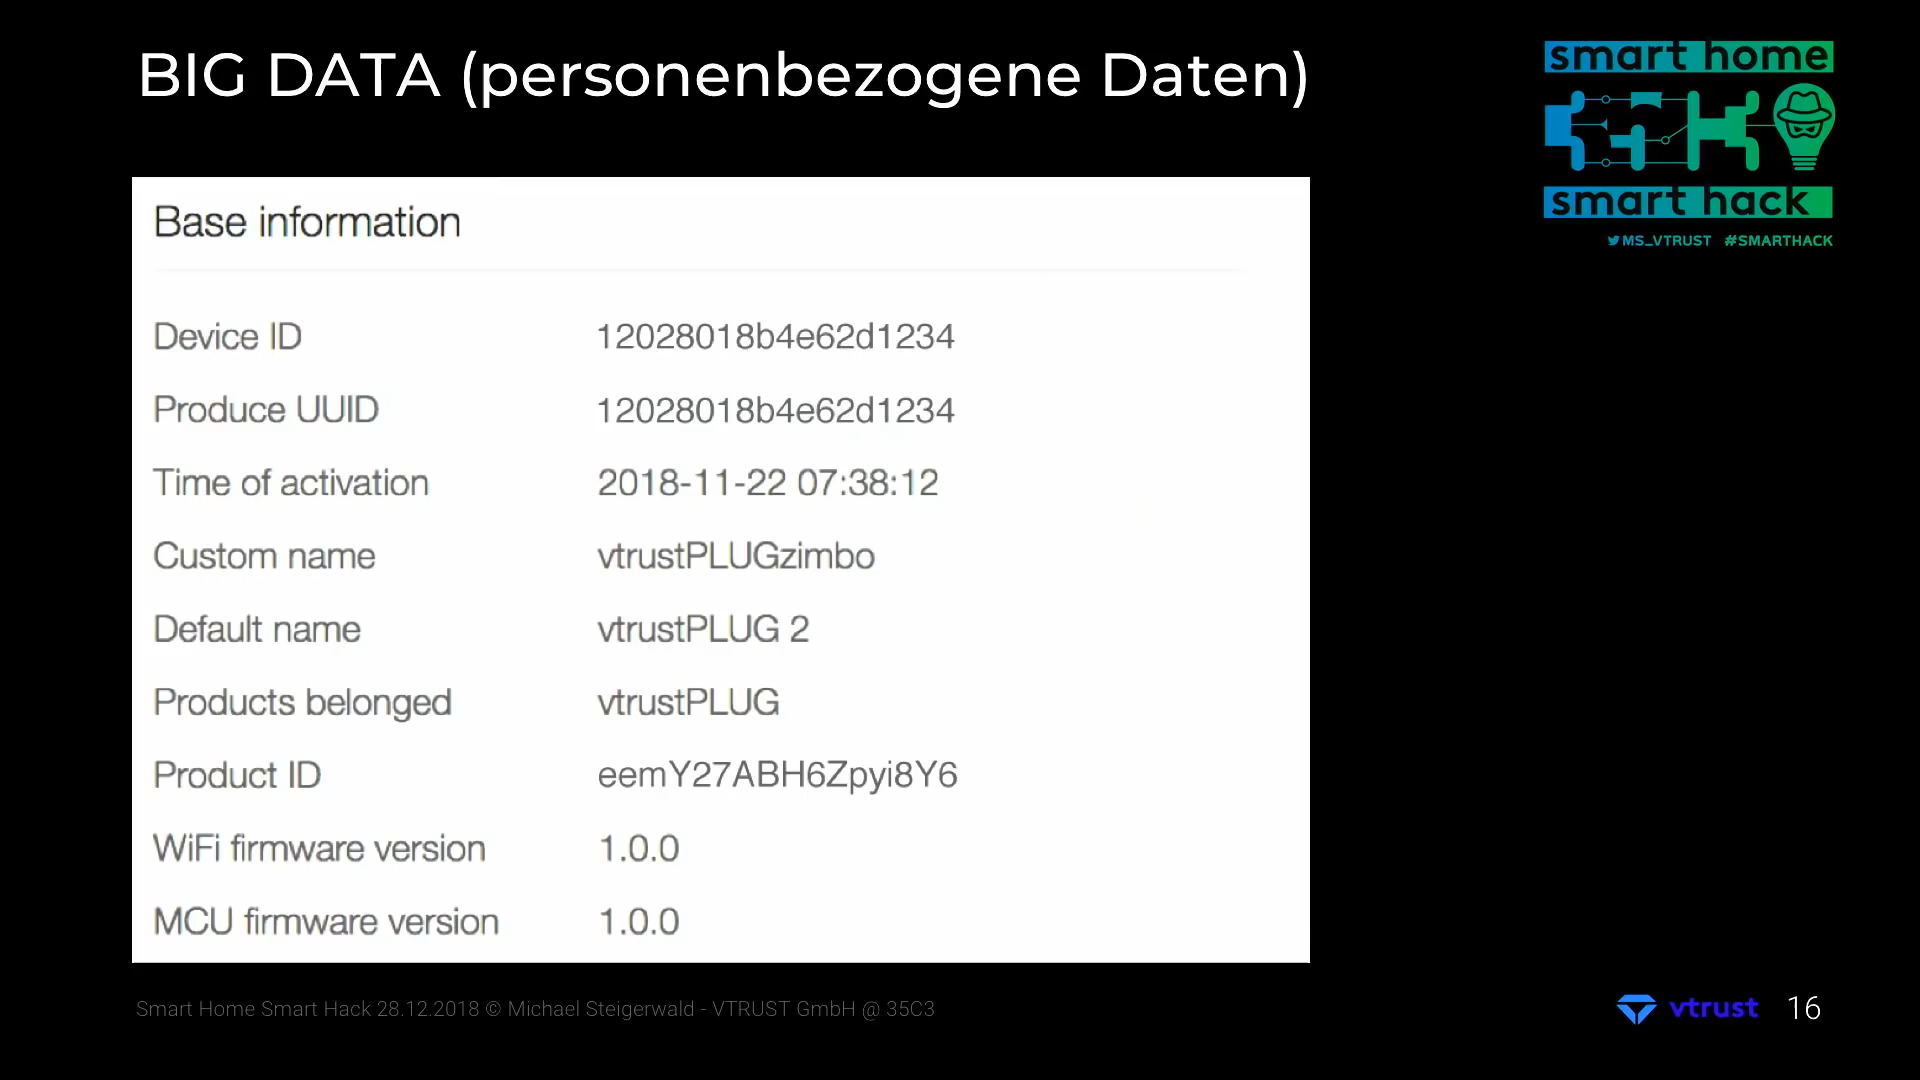 BIG DATA (personenbezogene Daten)
smart home
35C3
smart hack
MS_VTRUST #SMARTHACK
Base information
Device ID 12028018b4e62d1234
Produce UUID 12028018b4e62d1234
Time of activation 2018-11-22 07:38:12
Custom name vtrustPLUGzimbo
Default name vtrustPLUG 2
Products belonged vtrustPLUG
Product ID eemY27ABH6Zpyi8Y6
WiFi firmware version 1.0.0
MCU firmware version 1.0.0
Smart Home Smart Hack 28.12.2018 © Michael Steigerwald - VTRUST GmbH @ 35C3
vtrust 16